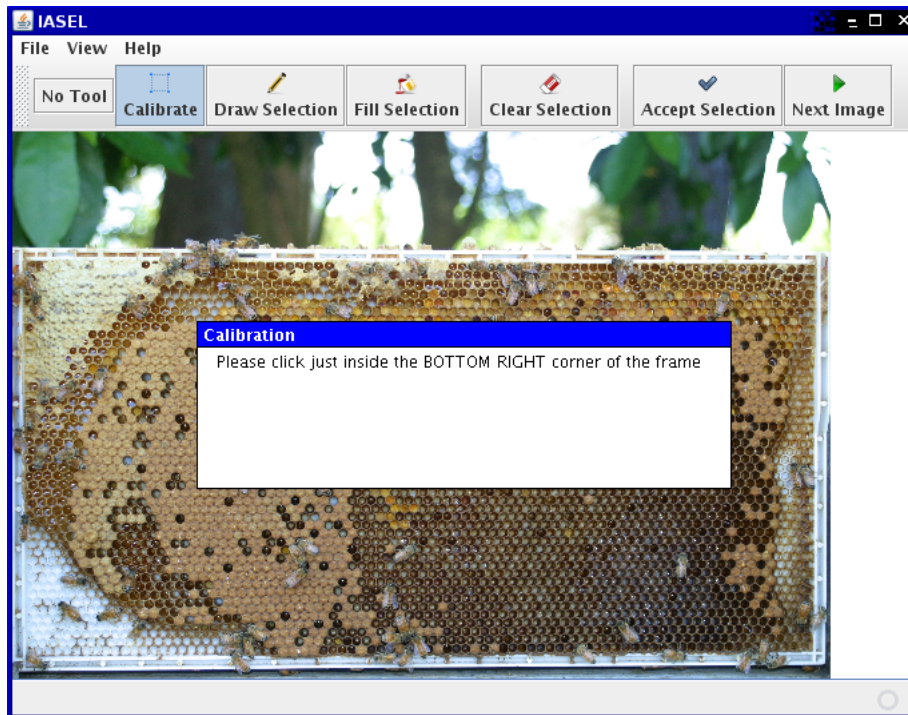 IASEL
File View Help
No Tool Calibrate Draw Selection Fill Selection Clear Selection Accept Selection Next Image
Calibration
Please click just inside the BOTTOM RIGHT corner of the frame